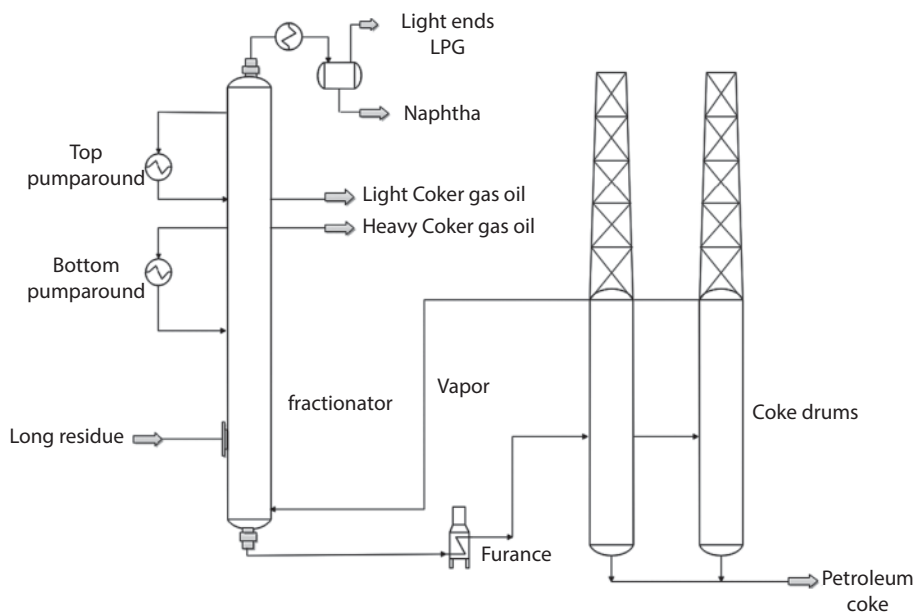 Light ends
LPG
Naphtha
Top
pumparound
Light Coker gas oil
Heavy Coker gas oil
Bottom
pumparound
Vapor
fractionator
Coke drums
Long residue
Furance
Petroleum
coke